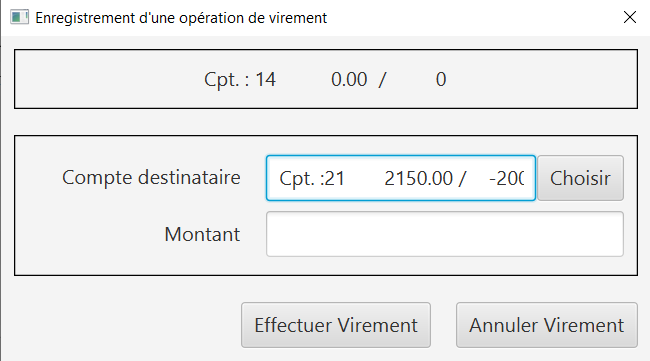 Enregistrement d'une opération de virement
Cpt. : 14 0.00 / 0
Compte destinataire Cpt. :21 2150.00 / -200 Choisir
Montant
Effectuer Virement Annuler Virement